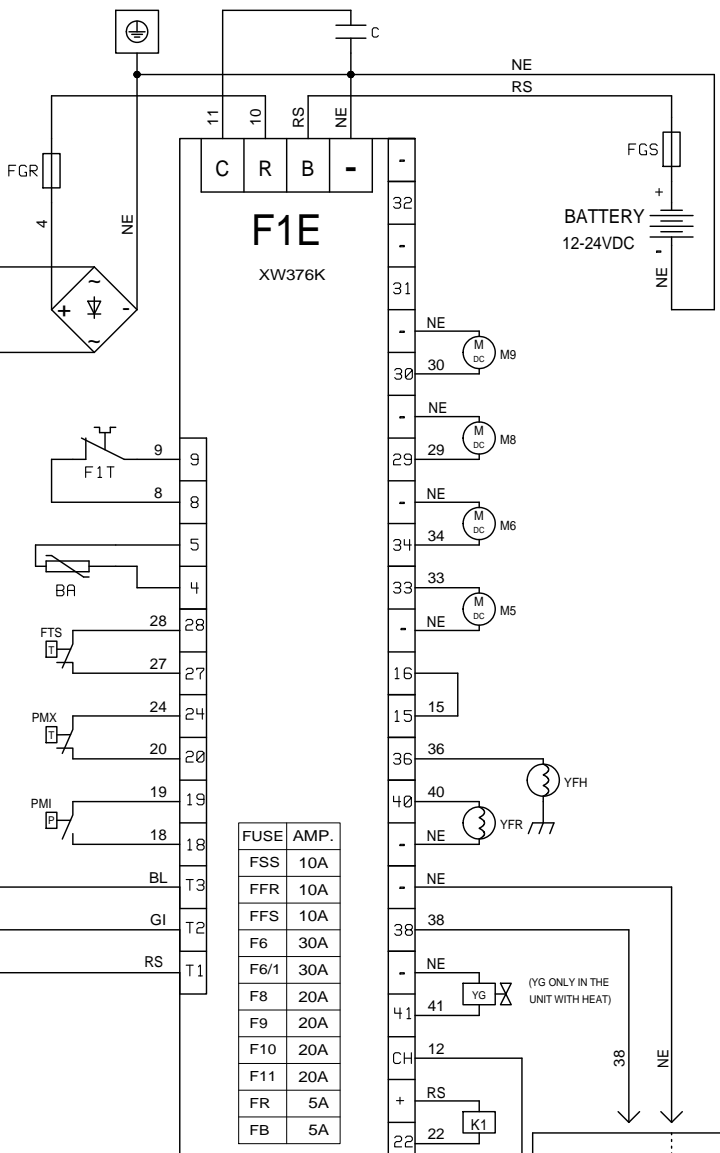 C
NE
RS
11
10
RS
NE
FGR
FGS
C R B -
-
4
NE
32
+
F1E
BATTERY
12-24VDC
-
XW376K
-
NE
31
~
+ -
~
-
NE
M
DC
M9
30
30
-
NE
M
DC
M8
9
9
29
29
F1T
8
8
-
NE
M
DC
M6
5
34
34
BA
4
33
33
M
DC
M5
28
28
-
NE
FTS
T
27
27
16
24
24
15
15
PMX
T
20
20
36
36
YFH
19
19
40
40
PMI
P
YFR
18
18
-
NE
FUSE AMP.
FSS 10A
FFR 10A
FFS 10A
F6 30A
F6/1 30A
F8 20A
F9 20A
F10 20A
F11 20A
FR 5A
FB 5A
BL
T3
-
NE
GI
T2
38
38
RS
T1
-
NE
YG
(YG ONLY IN THE
UNIT WITH HEAT)
41
41
CH
12
38
NE
+
RS
K1
22
22